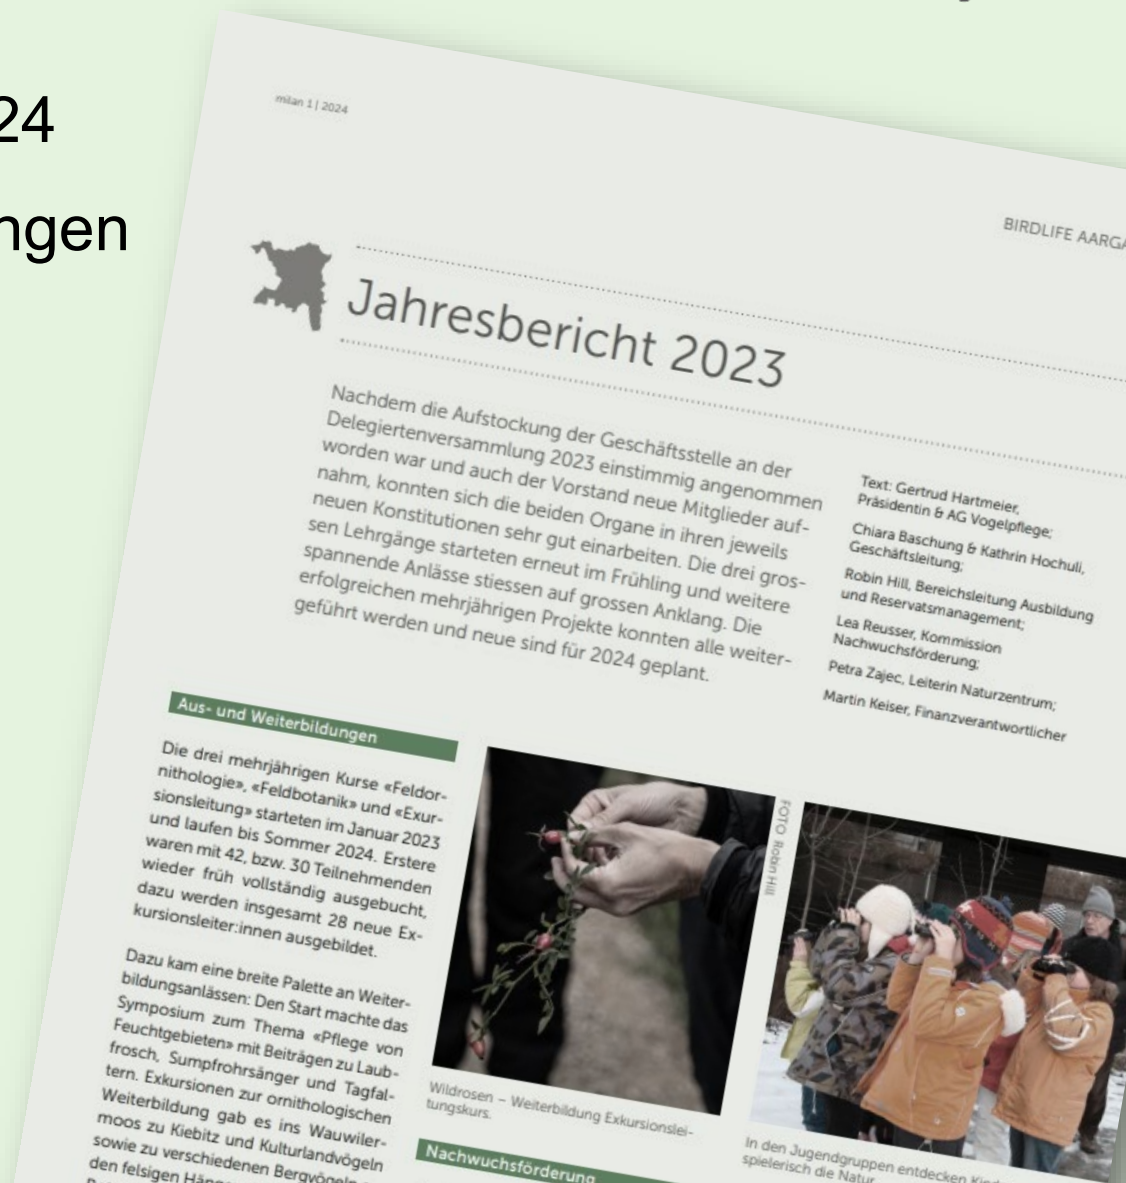 24
ngen
milan 1 | 2024
BIRDLIFE AARGA
Jahresbericht 2023
Nachdem die Aufstockung der Geschäftsstelle an der
Delegiertenversammlung 2023 einstimmig angenommen
worden war und auch der Vorstand neue Mitglieder auf-
nahm, konnten sich die beiden Organe in ihren jeweils
neuen Konstitutionen sehr gut einarbeiten. Die drei gros-
sen Lehrgänge starteten erneut im Frühling und weitere
spannende Anlässe stiessen auf grossen Anklang. Die
erfolgreichen mehrjährigen Projekte konnten alle weiter-
geführt werden und neue sind für 2024 geplant.
Text: Gertrud Hartmeier,
Präsidentin & AG Vogelpflege;
Chiara Baschung & Kathrin Hochuli,
Geschäftsleitung;
Robin Hill, Bereichsleitung Ausbildung
und Reservatsmanagement;
Lea Reusser, Kommission
Nachwuchsförderung;
Petra Zajec, Leiterin Naturzentrum;
Martin Keiser, Finanzverantwortlicher
Aus- und Weiterbildungen
Die drei mehrjährigen Kurse «Feldor-
nithologie», «Feldbotanik» und «Exur-
sionsleitung» starteten im Januar 2023
und laufen bis Sommer 2024. Erstere
waren mit 42, bzw. 30 Teilnehmenden
wieder früh vollständig ausgebucht,
dazu werden insgesamt 28 neue Ex-
kursionsleiter:innen ausgebildet.
Dazu kam eine breite Palette an Weiter-
bildungsanlässen: Den Start machte das
Symposium zum Thema «Pflege von
Feuchtgebieten» mit Beiträgen zu Laub-
frosch, Sumpfrohrsänger und Tagfal-
tern. Exkursionen zur ornithologischen
Weiterbildung gab es ins Wauwiler-
moos zu Kiebitz und Kulturlandvögeln
sowie zu verschiedenen Bergvögeln
den felsigen
FOTO Robin Hill
Wildrosen – Weiterbildung Exkursionslei-
tungskurs.
Nachwuchsförderung
In den Jugendgruppen entdecken
spielerisch die Natur